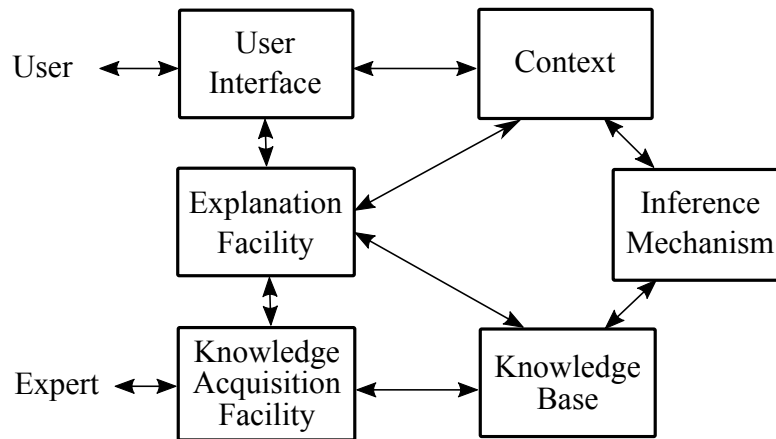 User
User
Interface
Context
Explanation
Facility
Inference
Mechanism
Expert
Knowledge
Acquisition
Facility
Knowledge
Base